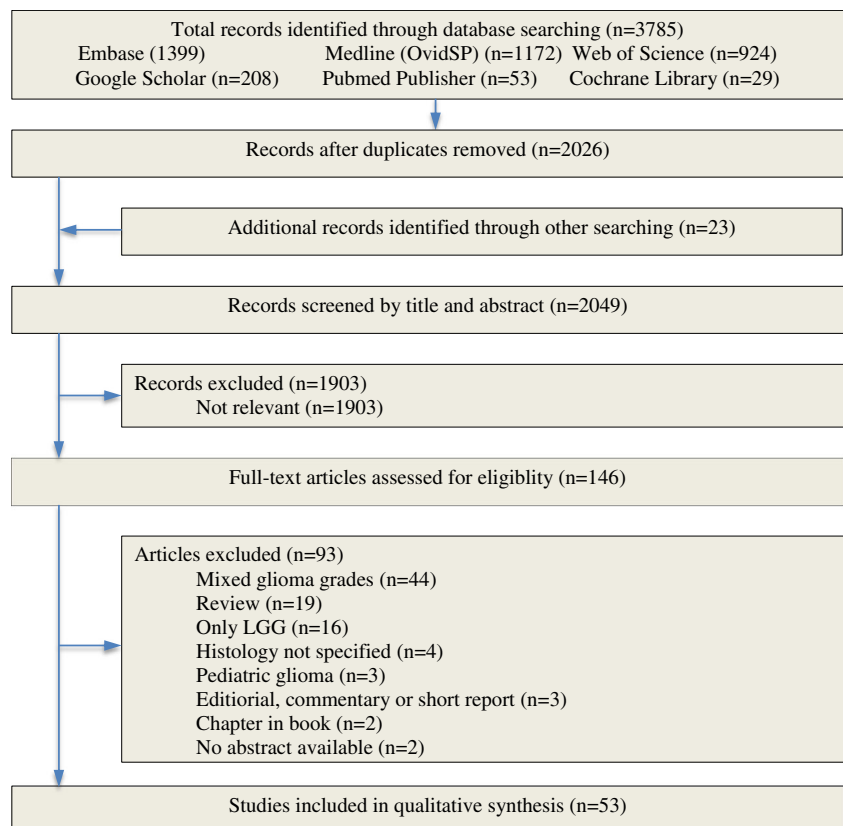 Total records identified through database searching (n=3785)
Embase (1399) Medline (OvidSP) (n=1172) Web of Science (n=924)
Google Scholar (n=208) Pubmed Publisher (n=53) Cochrane Library (n=29)
Records after duplicates removed (n=2026)
Additional records identified through other searching (n=23)
Records screened by title and abstract (n=2049)
Records excluded (n=1903)
Not relevant (n=1903)
Full-text articles assessed for eligiblity (n=146)
Articles excluded (n=93)
Mixed glioma grades (n=44)
Review (n=19)
Only LGG (n=16)
Histology not specified (n=4)
Pediatric glioma (n=3)
Editiorial, commentary or short report (n=3)
Chapter in book (n=2)
No abstract available (n=2)
Studies included in qualitative synthesis (n=53)